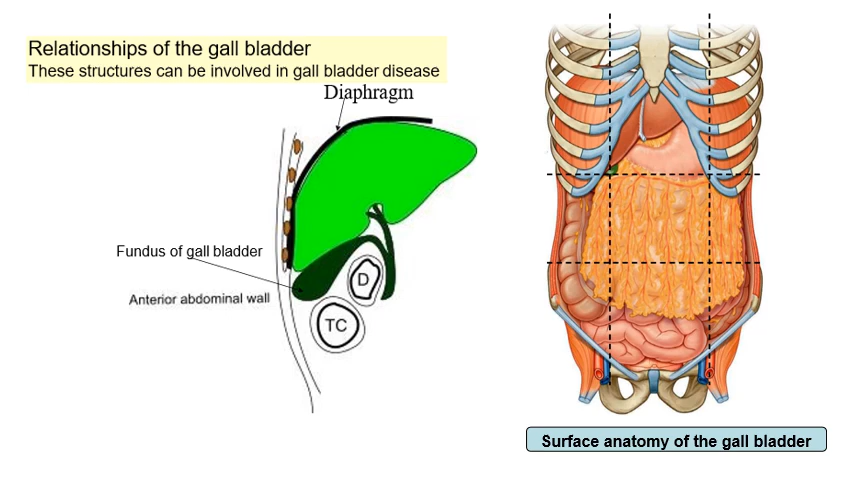 Relationships of the gall bladder
These structures can be involved in gall bladder disease
Diaphragm
Fundus of gall bladder
Anterior abdominal wall
D
TC
Surface anatomy of the gall bladder